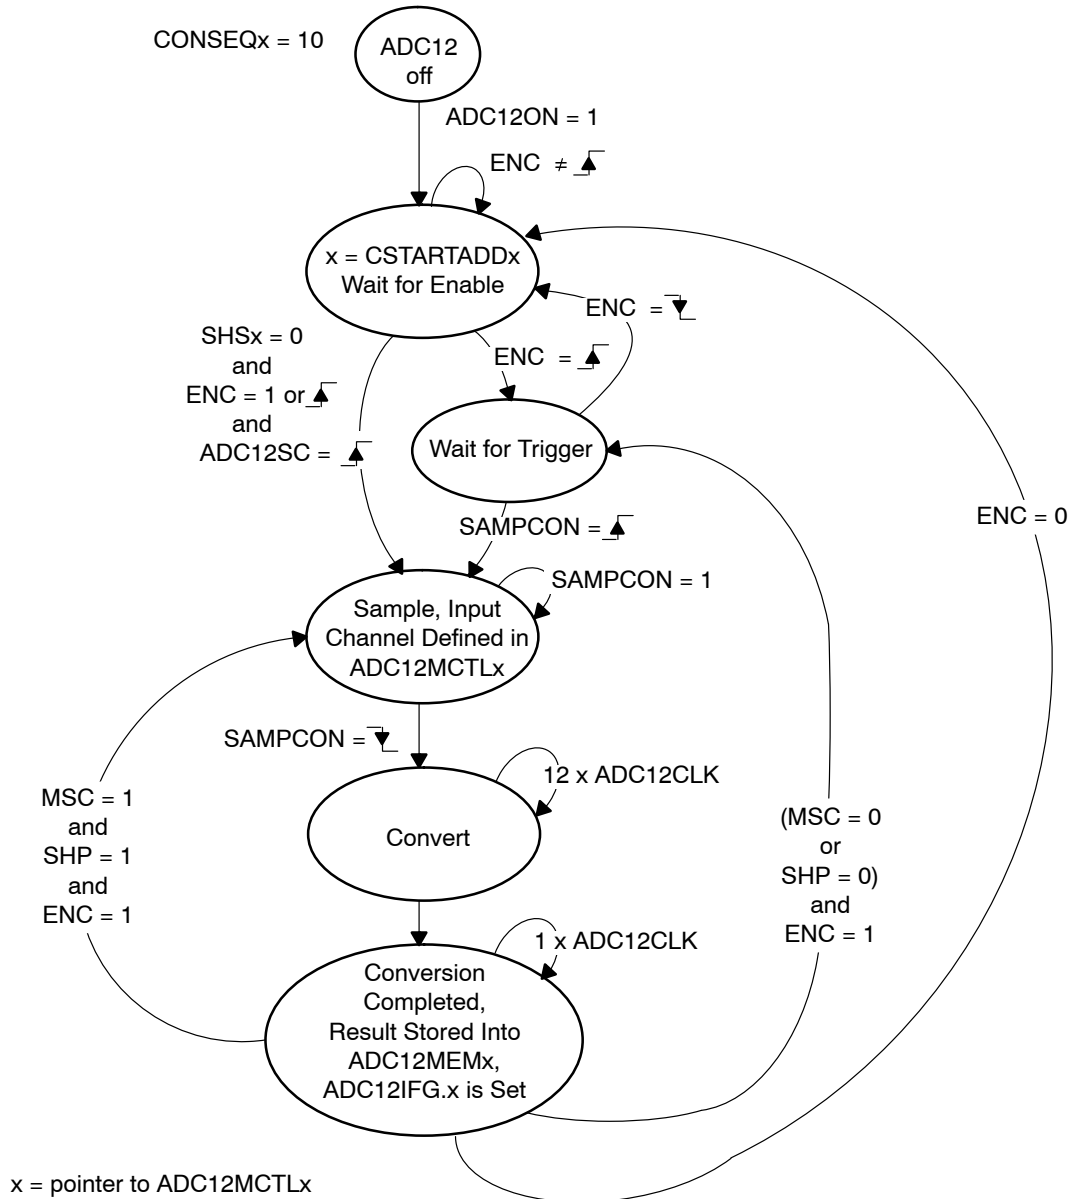 CONSEQx = 10
ADC12
off
ADC12ON = 1
ENC ≠
x = CSTARTADDx
Wait for Enable
ENC =
SHSx = 0
and
ENC = 1 or
and
ADC12SC =
ENC =
Wait for Trigger
ENC = 0
SAMPCON =
SAMPCON = 1
Sample, Input
Channel Defined in
ADC12MCTLx
SAMPCON =
12 x ADC12CLK
Convert
MSC = 1
and
SHP = 1
and
ENC = 1
(MSC = 0
or
SHP = 0)
and
ENC = 1
1 x ADC12CLK
Conversion
Completed,
Result Stored Into
ADC12MEMx,
ADC12IFG.x is Set
x = pointer to ADC12MCTLx